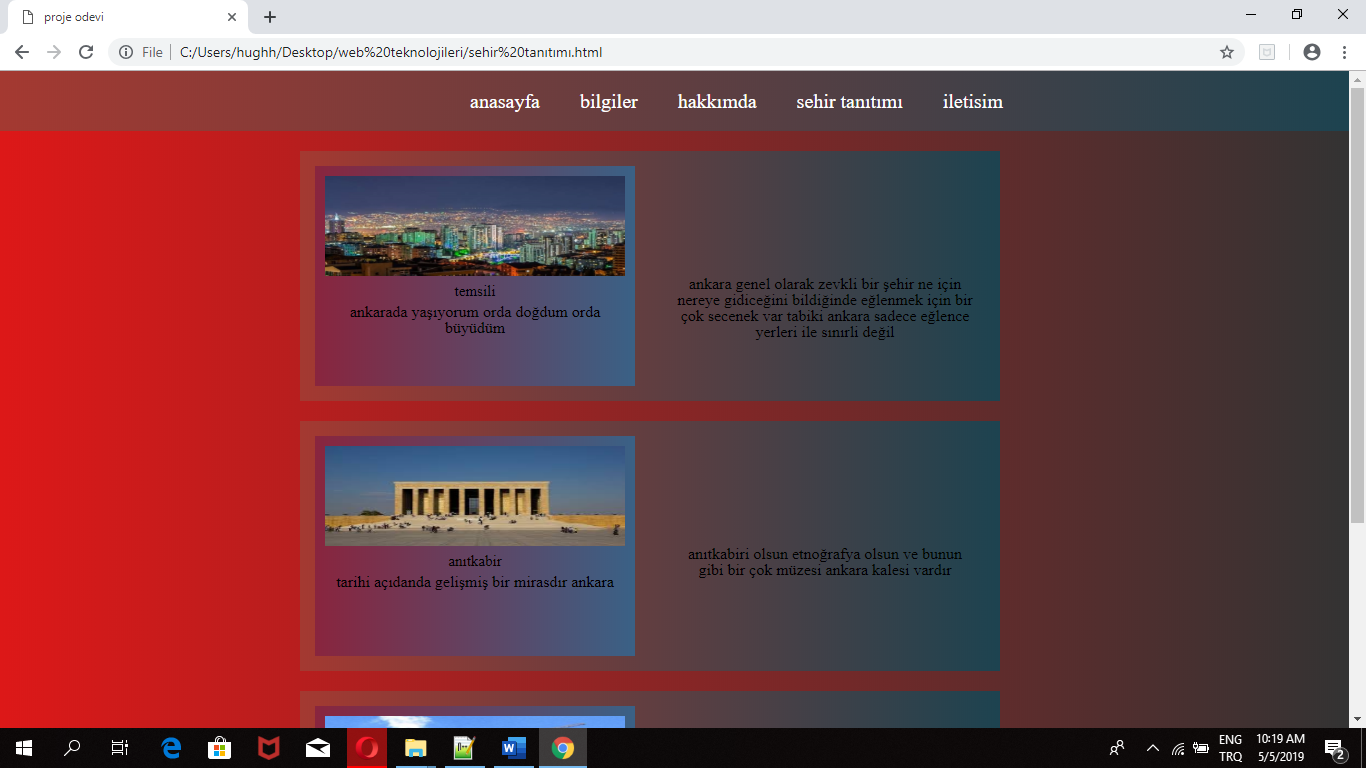 proje odevi
File
C:/Users/hughh/Desktop/web%20teknolojileri/sehir%20tanıtımı.html
anasayfa bilgiler hakkımda sehir tanıtımı iletisim
temsili
ankarada yaşıyorum orda doğdum orda
büyüdüm
ankara genel olarak zevkli bir şehir ne için
nereye gidiceğini bildiğinde eğlenmek için bir
çok secenek var tabiki ankara sadece eğlence
yerleri ile sınırli değil
anıtkabir
tarihi açıdanda gelişmiş bir mirasdır ankara
anıtkabiri olsun etnoğrafya olsun ve bunun
gibi bir çok müzesi ankara kalesi vardır
ENG
TRQ
10:19 AM
5/5/2019
2